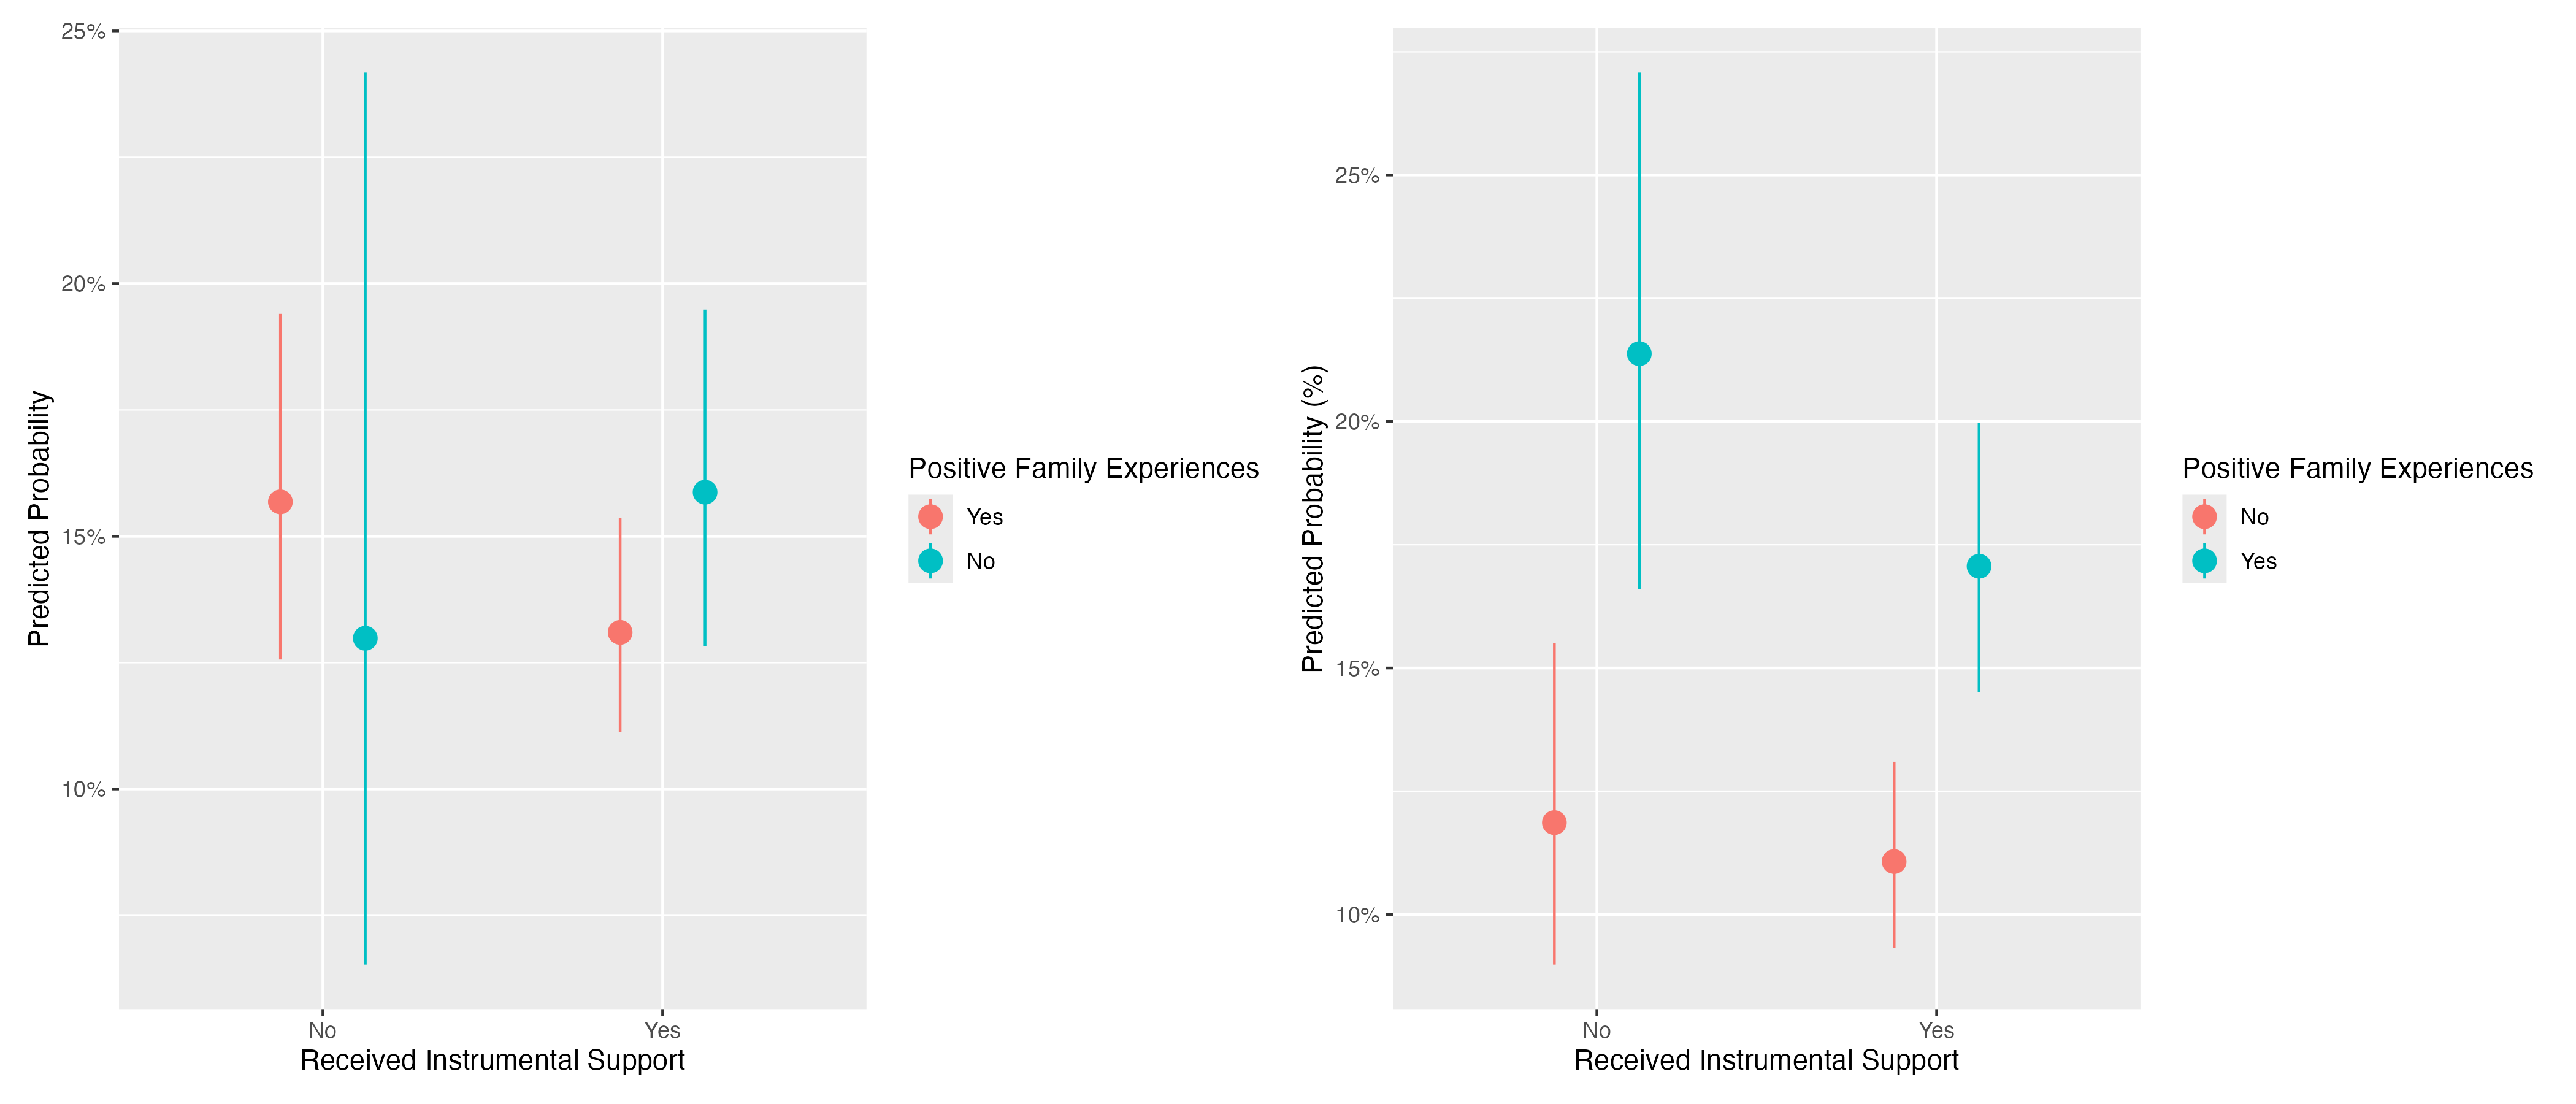 25%
20%
15%
10%
Predicted Probability
No
Yes
Received Instrumental Support
Positive Family Experiences
Yes
No
25%
20%
15%
10%
Predicted Probability (%)
No
Yes
Received Instrumental Support
Positive Family Experiences
No
Yes